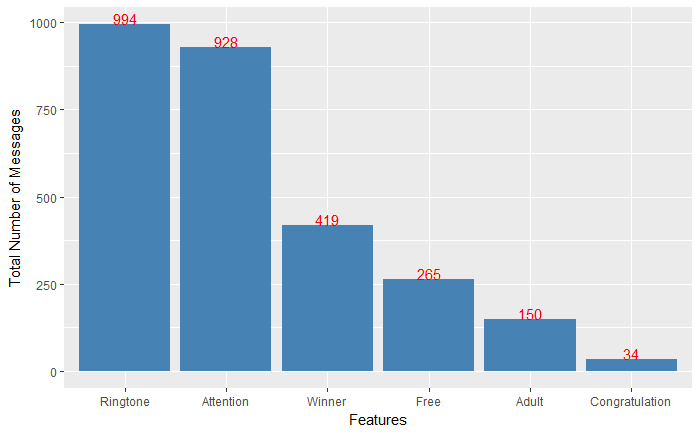 Total Number of Messages
1000
750
500
250
0
994
928
419
265
150
34
Ringtone
Attention
Winner
Free
Adult
Congratulation
Features